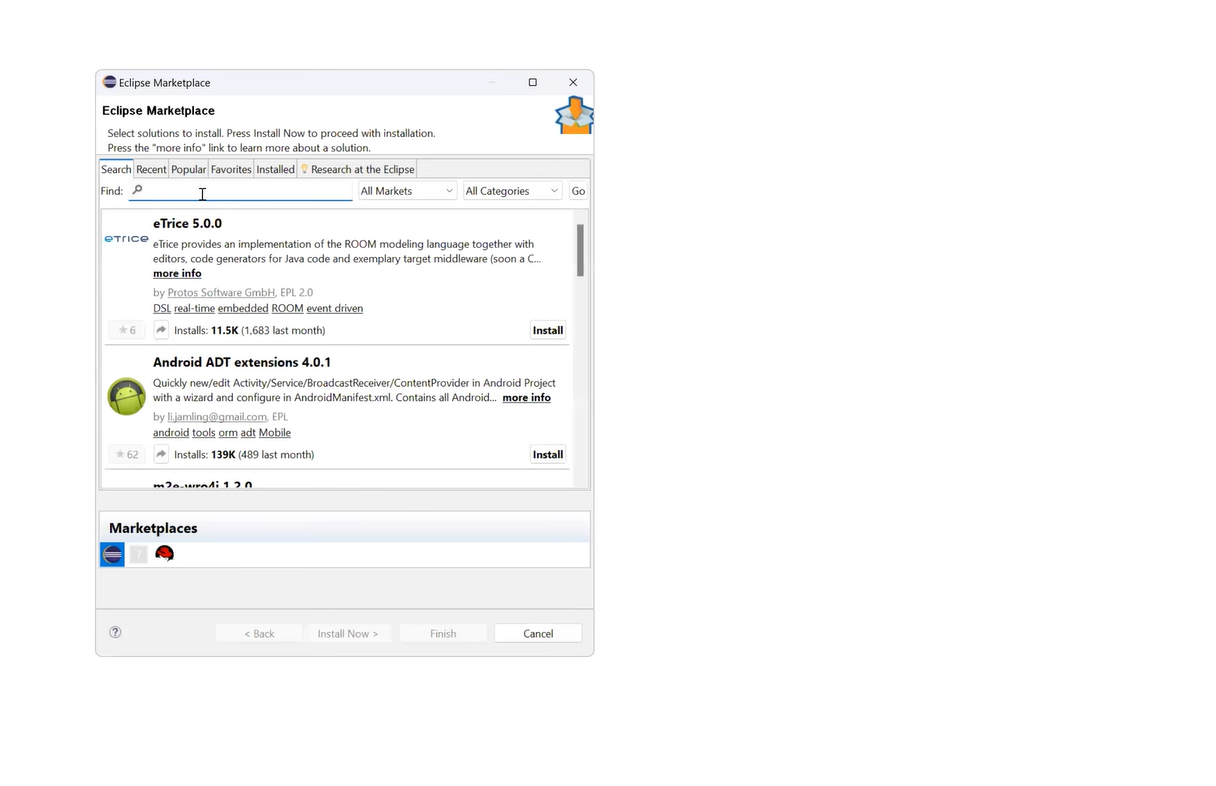 Eclipse Marketplace
Eclipse Marketplace
Select solutions to install. Press Install Now to proceed with installation.
Press the "more info" link to learn more about a solution.
Search Recent Popular Favorites Installed Research at the Eclipse
Find: All Markets All Categories Go
eTrice 5.0.0
eTrice
eTrice provides an implementation of the ROOM modeling language together with
editors, code generators for Java code and exemplary target middleware (soon a C...
more info
by Protos Software GmbH, EPL 2.0
DSL real-time embedded ROOM event driven
6 Installs: 11.5K (1,683 last month) Install
Android ADT extensions 4.0.1
Quickly new/edit Activity/Service/BroadcastReceiver/ContentProvider in Android Project
with a wizard and configure in AndroidManifest.xml. Contains all Android... more info
by li.jamling@gmail.com, EPL
android tools orm adt Mobile
62 Installs: 139K (489 last month) Install
m2e-wro4j 1.2.0
Marketplaces
?
? < Back Install Now > Finish Cancel